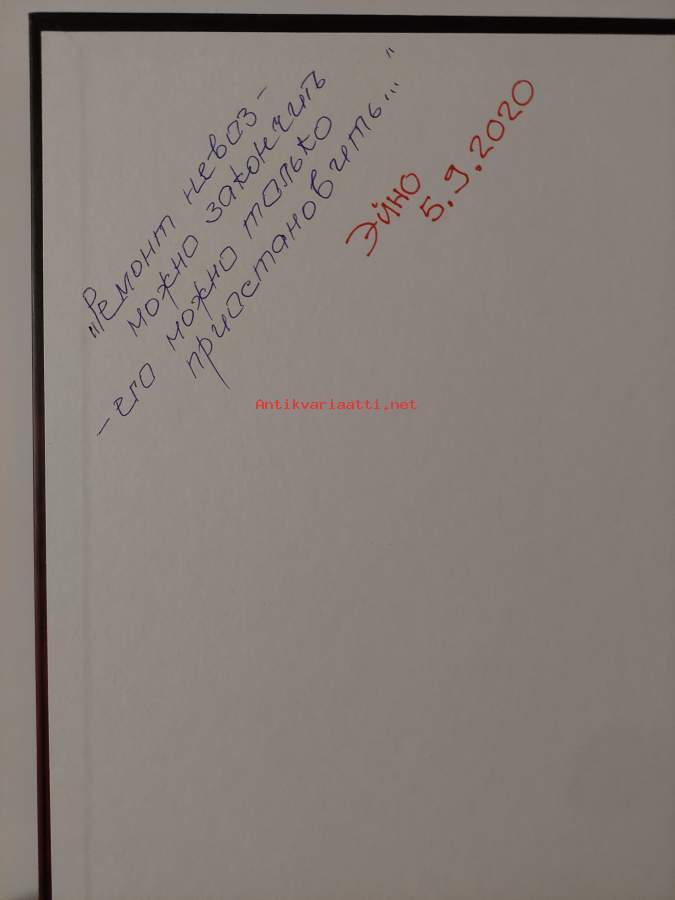 „Ремонт невоз-
можно закончить
- его можно только
приостановить..."
ЭЙНО
5.9.2020
Antikvariaatti.net